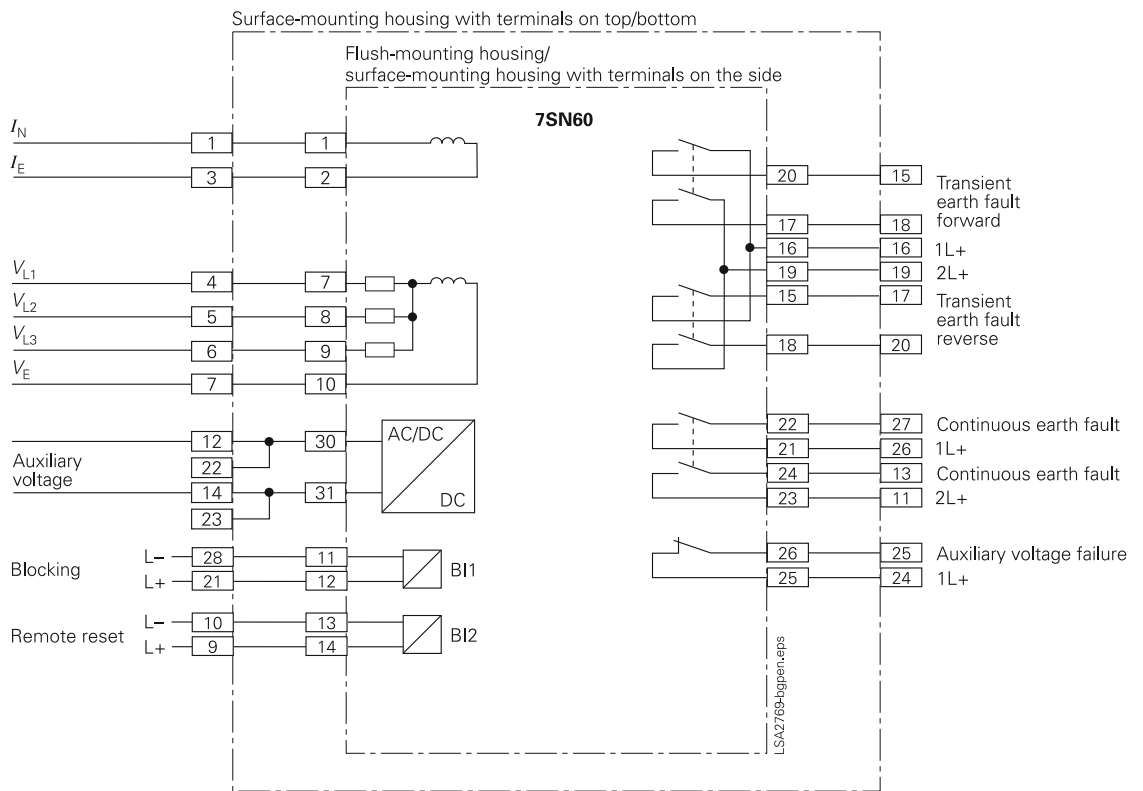 Surface-mounting housing with terminals on top/bottom
Flush-mounting housing/
surface-mounting housing with terminals on the side
7SN60
IN 1 1
IE 3 2
20 15 Transient
earth fault
forward
17 18
16 16 1L+
19 19 2L+
15 17 Transient
earth fault
reverse
18 20
VL1 4 7
VL2 5 8
VL3 6 9
VE 7 10
12 30 AC/DC
22
Auxiliary
voltage
14 31 DC
23
22 27 Continuous earth fault
21 26 1L+
24 13 Continuous earth fault
23 11 2L+
Blocking
L– 28 11
L+ 21 12
BI1
26 25 Auxiliary voltage failure
25 24 1L+
Remote reset
L– 10 13
L+ 9 14
BI2
LSA2769-bgpen.eps